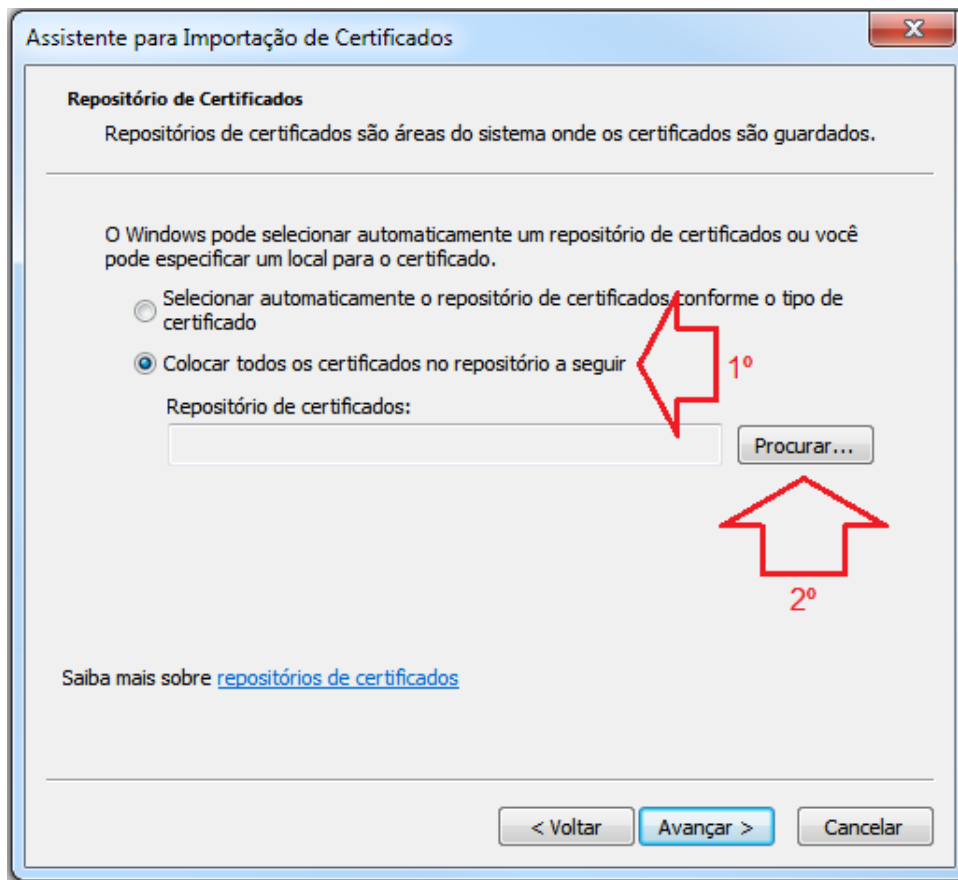 Assistente para Importação de Certificados
X
Repositório de Certificados
Repositórios de certificados são áreas do sistema onde os certificados são guardados.
O Windows pode selecionar automaticamente um repositório de certificados ou você
pode especificar um local para o certificado.
Selecionar automaticamente o repositório de certificados conforme o tipo de
certificado
Colocar todos os certificados no repositório a seguir
1º
Repositório de certificados:
Procurar...
2º
Saiba mais sobre repositórios de certificados
< Voltar
Avançar >
Cancelar